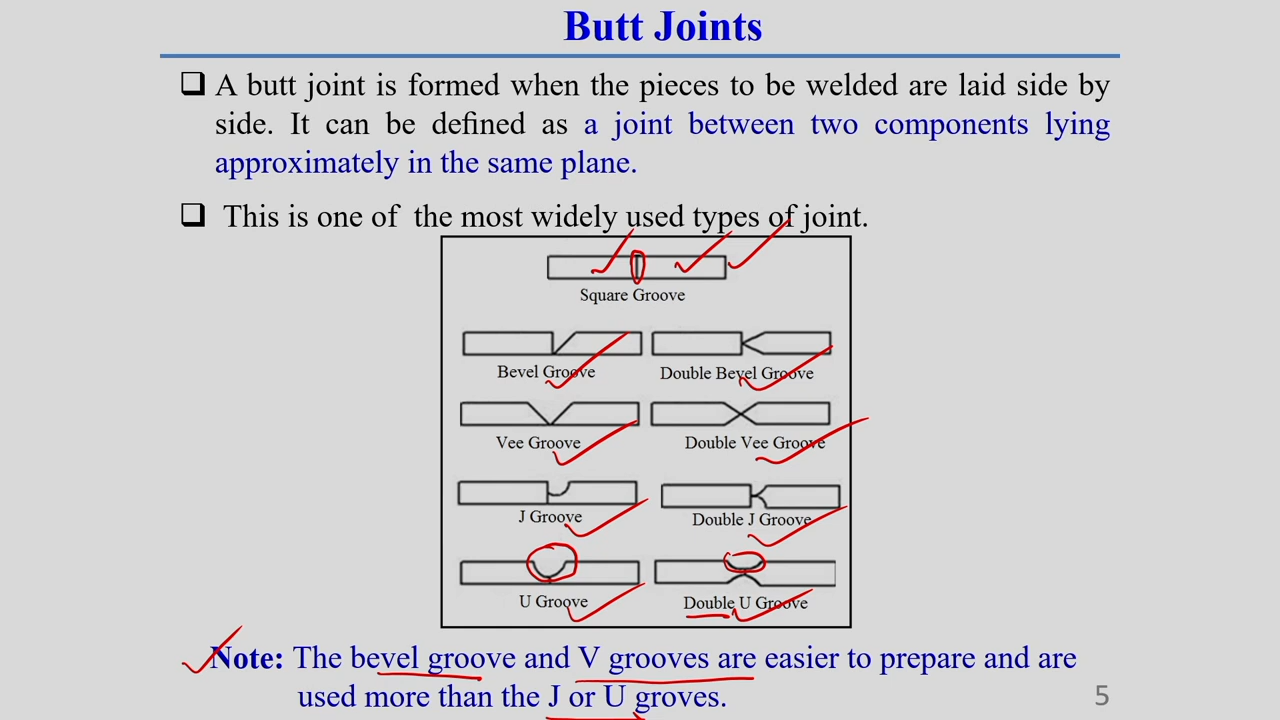 Butt Joints
❑ A butt joint is formed when the pieces to be welded are laid side by
side. It can be defined as a joint between two components lying
approximately in the same plane.
❑ This is one of the most widely used types of joint.
Square Groove
Bevel Groove
Double Bevel Groove
Vee Groove
Double Vee Groove
J Groove
Double J Groove
U Groove
Double U Groove
Note: The bevel groove and V grooves are easier to prepare and are
used more than the J or U groves.
5